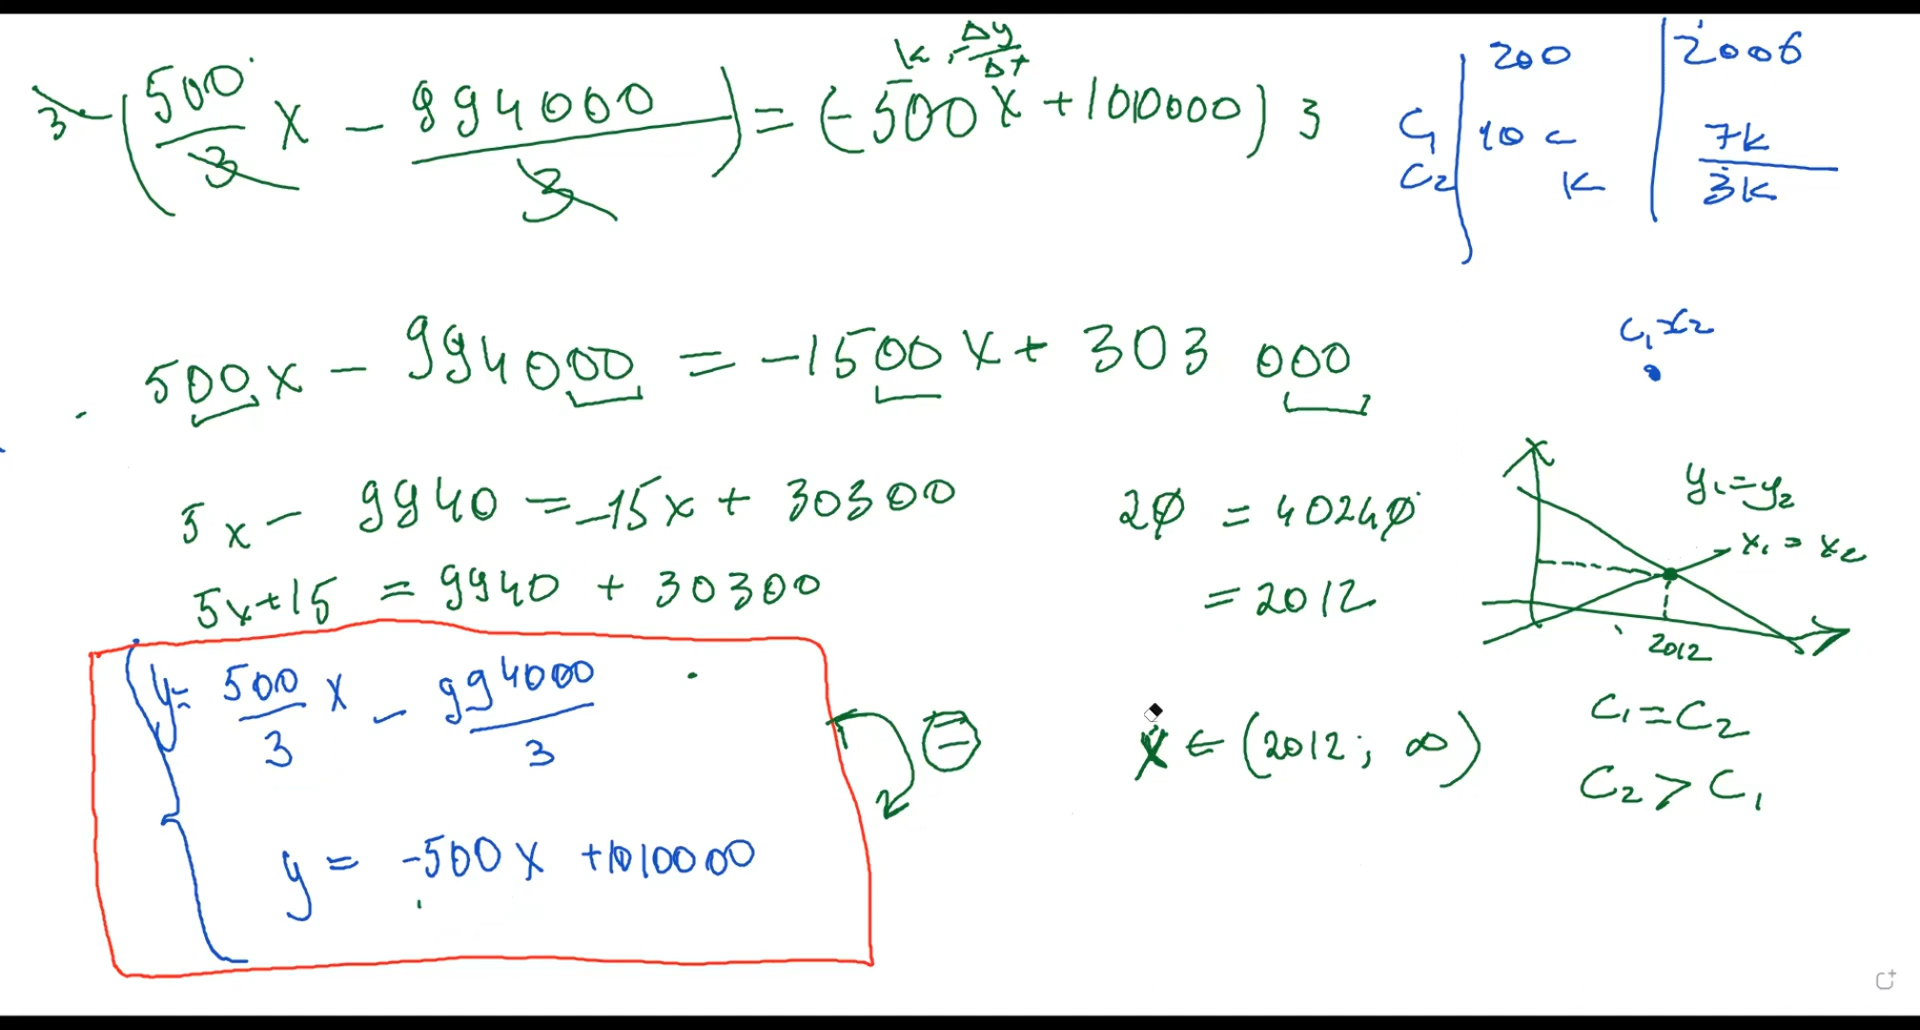 k = Δy/Δt
3 (500/3 x − 994000/3) = (−500x + 1010000) 3
200 | 2006
C₁ | 10 c | 7k
C₂ | k | 3k
500x − 994000 = −1500x + 303 000
C₁ x₂
5x − 9940 = −15x + 30300
20 = 40240
y₁ = y₂
x₁ = x₂
5x+15 = 9940 + 30300
= 2012
2012
y = 500/3 x − 994000/3
=
x ∈ (2012; ∞)
C₁ = C₂
C₂ > C₁
y = −500x + 1010000